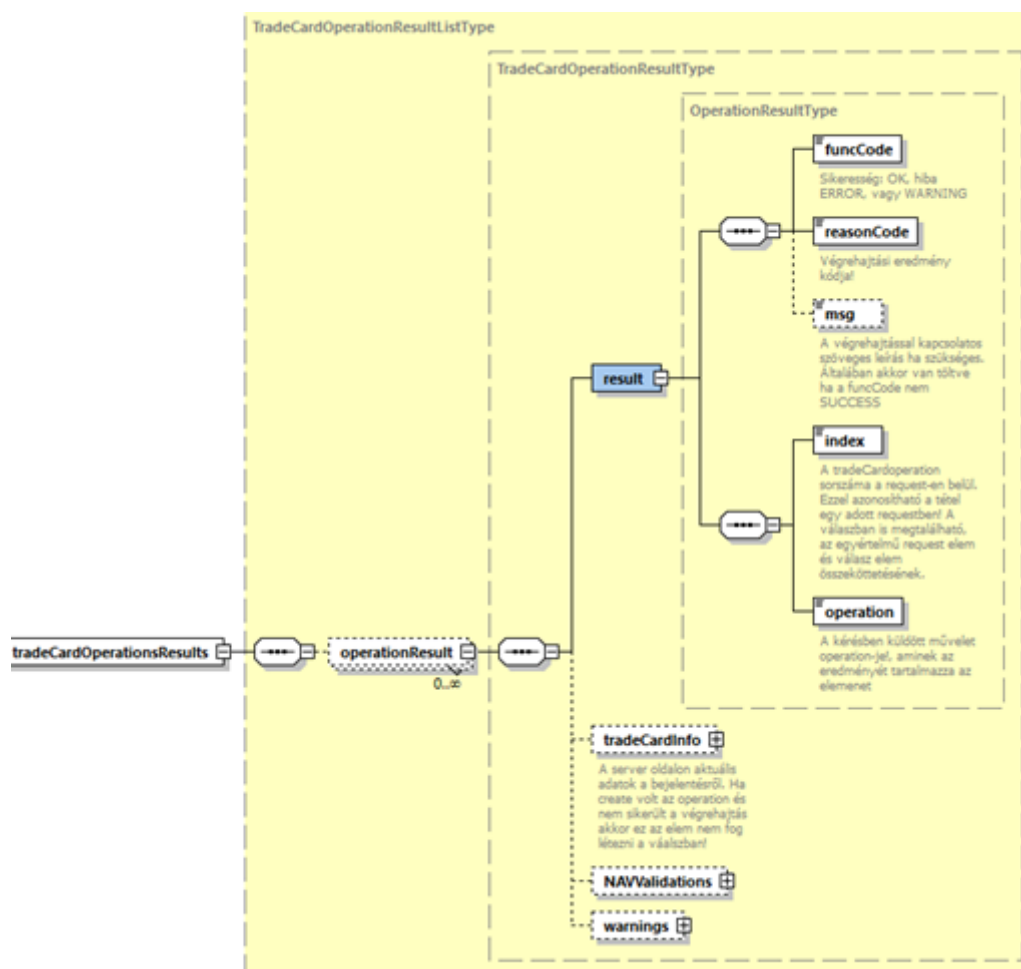 TradeCardOperationResultListType
TradeCardOperationResultType
OperationResultType
funcCode
Sikeresség: OK, hiba
ERROR, vagy WARNING
reasonCode
Végrehajtási eredmény
kódja!
msg
A végrehajtással kapcsolatos
szöveges leírás ha szükséges.
Általában akkor van töltve
ha a funcCode nem
SUCCESS
result
index
A tradeCardoperation
sorszáma a request-en belül.
Ezzel azonosítható a tétel
egy adott requestben! A
válaszban is megtalálható,
az egyértelmű request elem
és válasz elem
összeköttetésének.
operation
A kérésben küldött művelet
operation-je!, aminek az
eredményét tartalmazza az
elemenet
tradeCardOperationsResults
operationResult
0..∞
tradeCardInfo
A server oldalon aktuális
adatok a bejelentésről. Ha
create volt az operation és
nem sikerült a végrehajtás
akkor ez az elem nem fog
létezni a váalszban!
NAVValidations
warnings